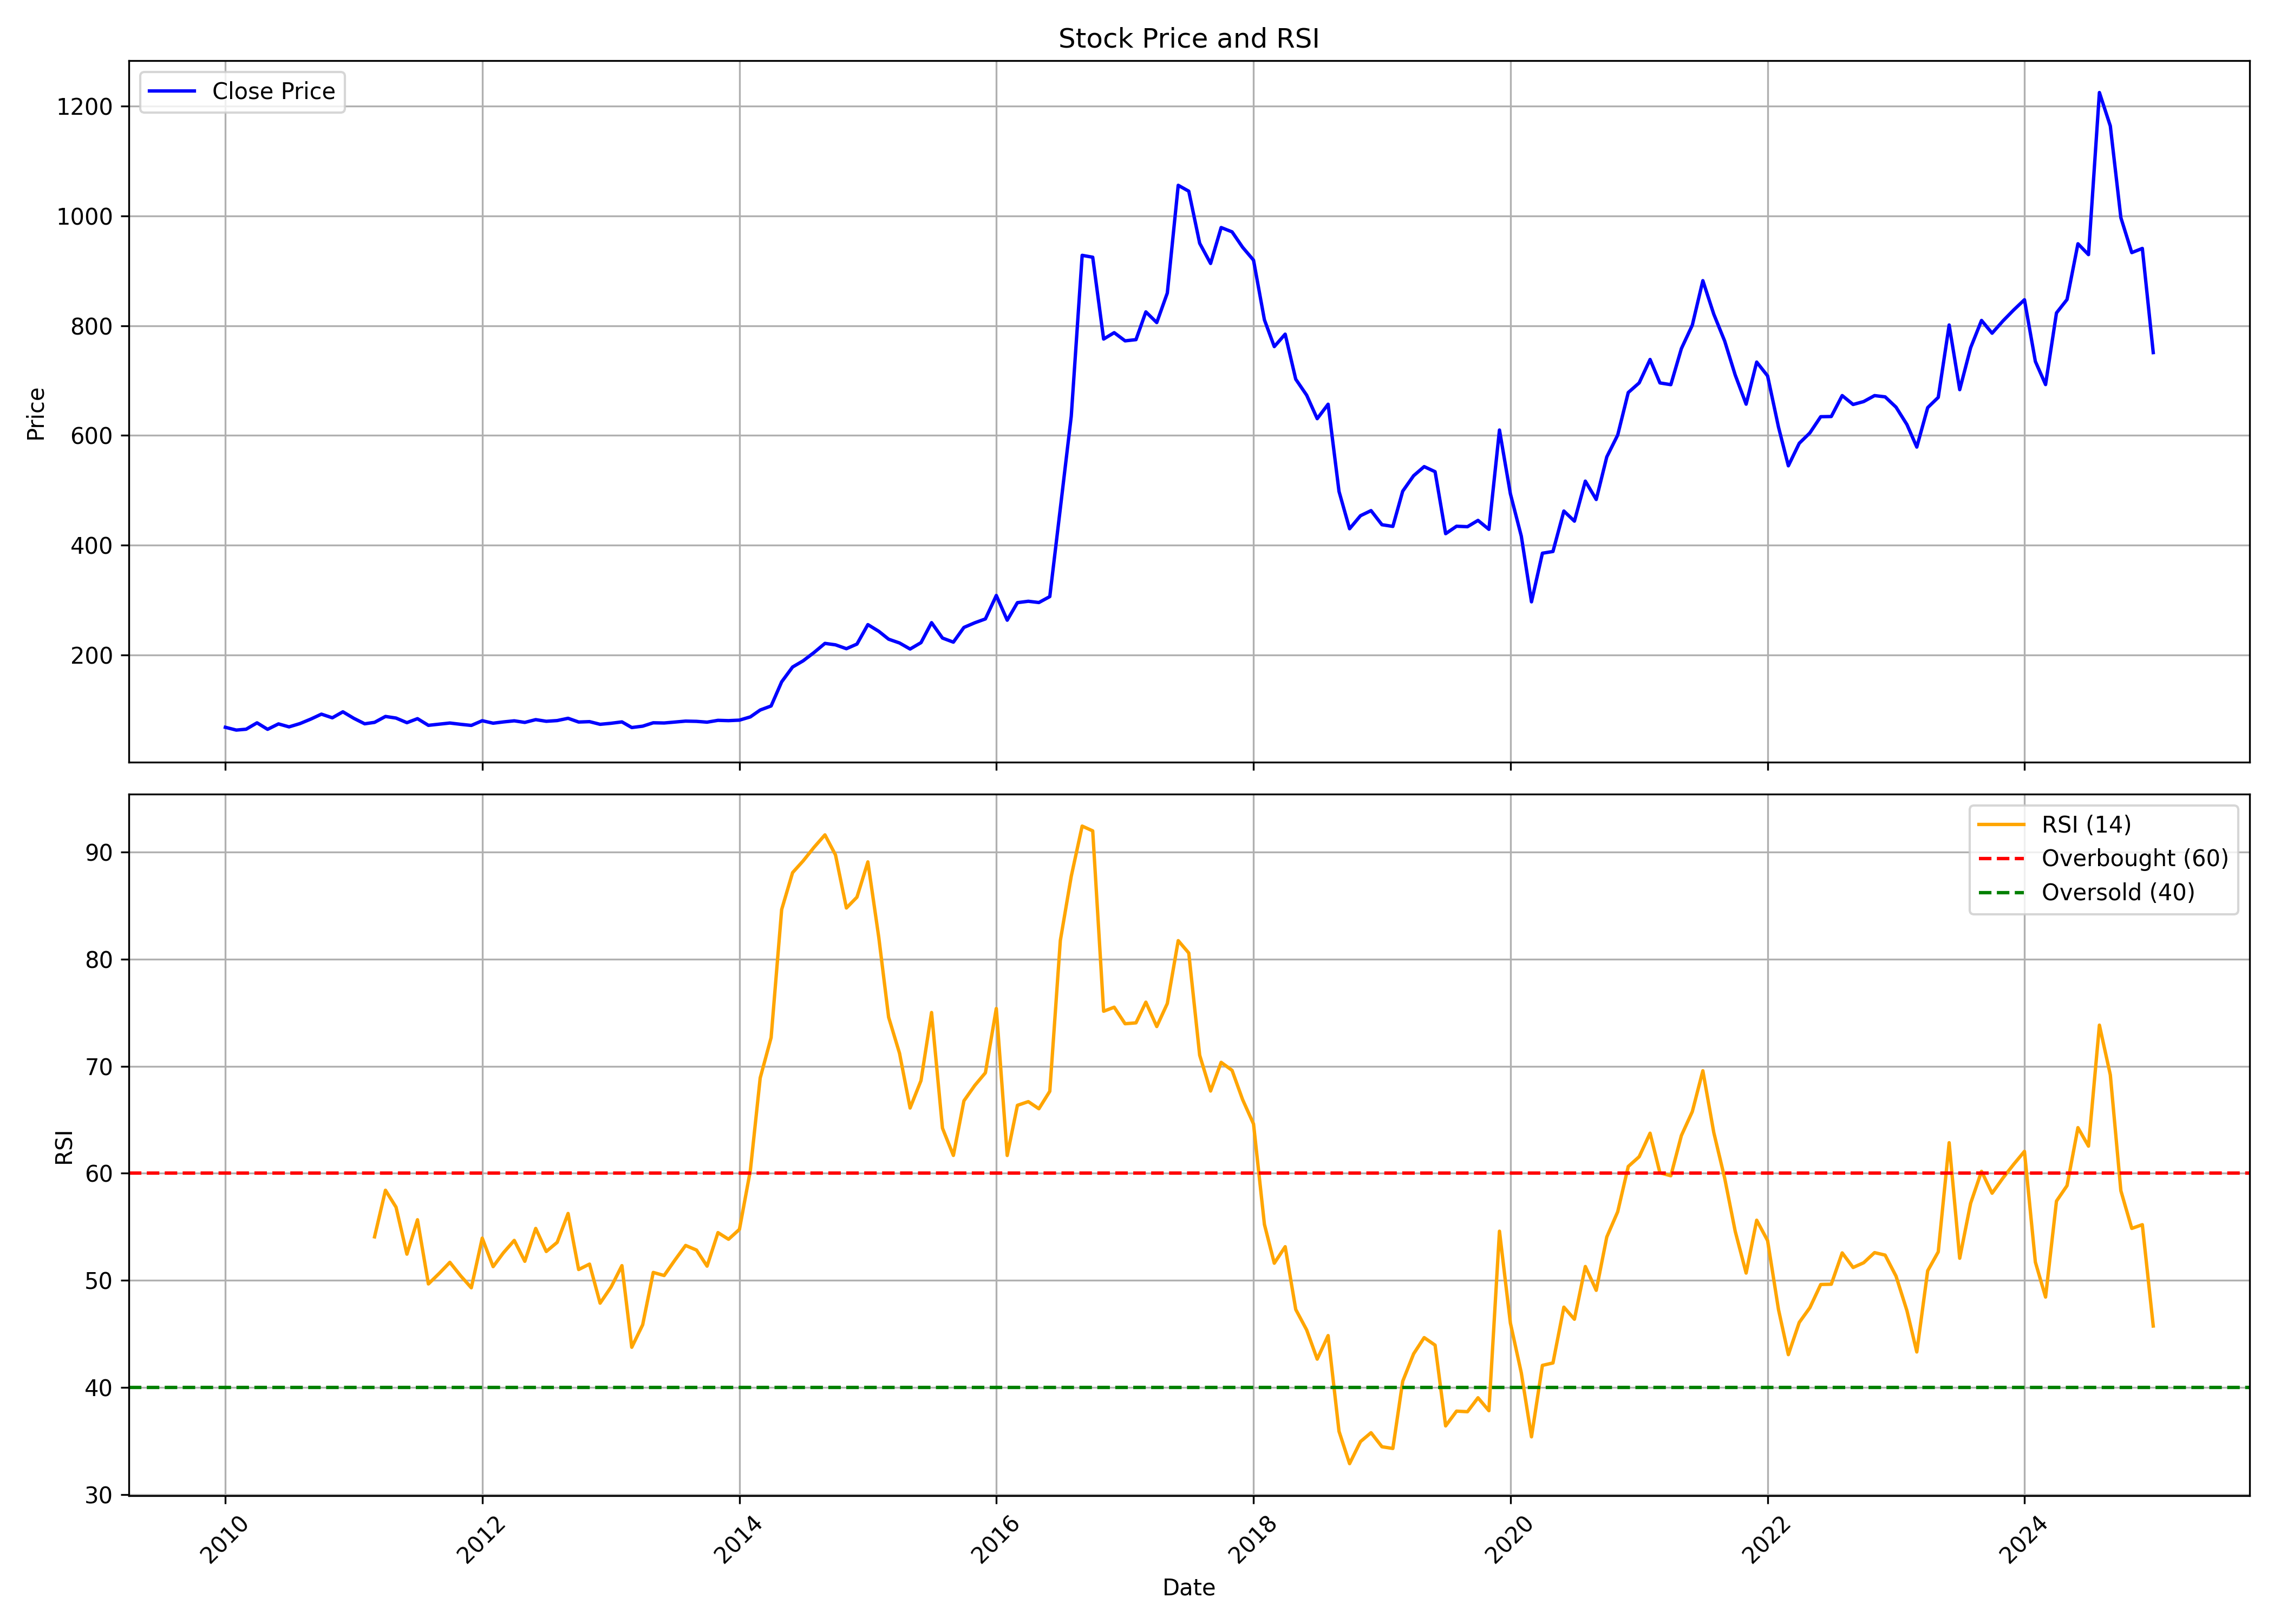 Stock Price and RSI
Close Price
1200
1000
800
600
400
200
Price
RSI (14)
Overbought (60)
Oversold (40)
90
80
70
60
50
40
30
RSI
2010
2012
2014
2016
2018
2020
2022
2024
Date